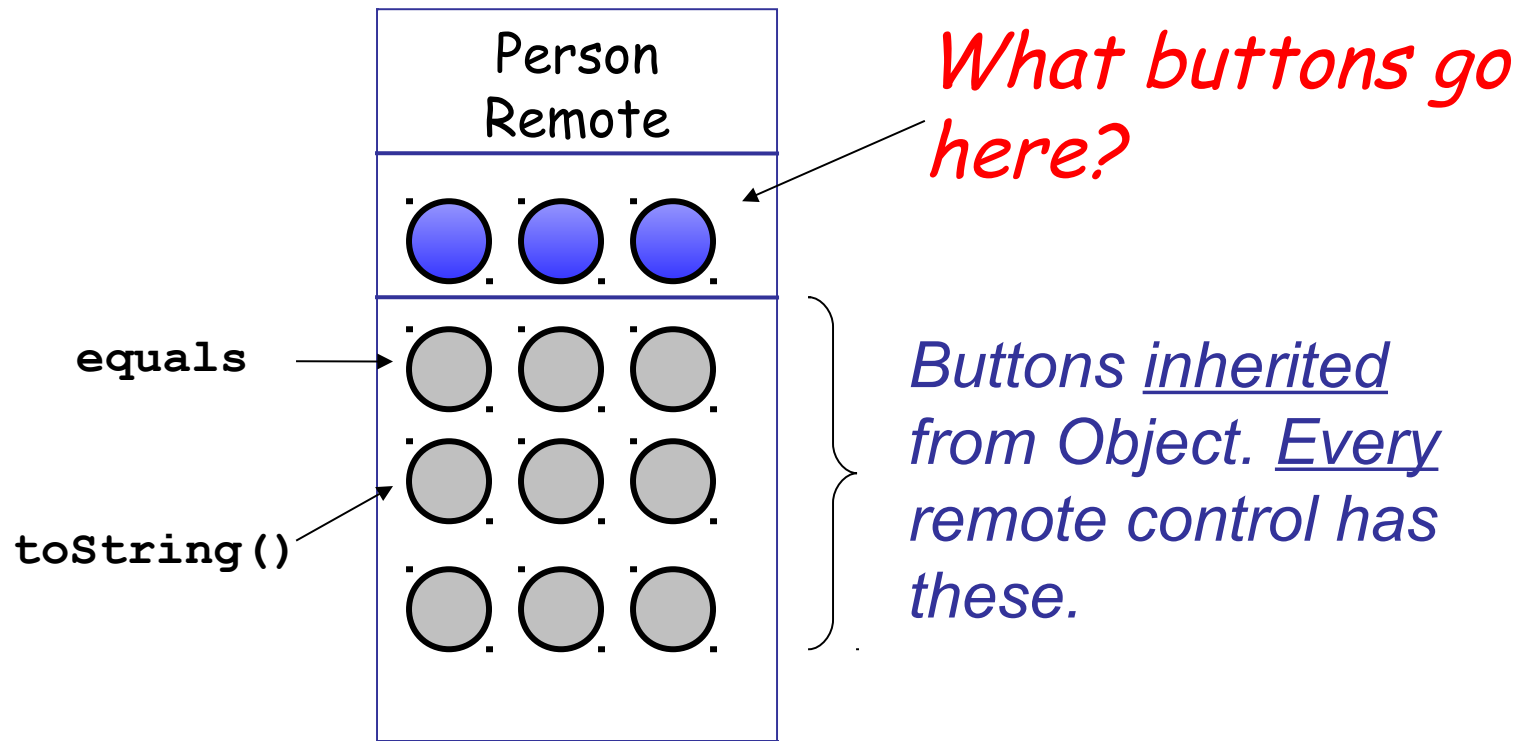 Person
Remote
What buttons go
here?
equals
toString()
Buttons inherited
from Object. Every
remote control has
these.